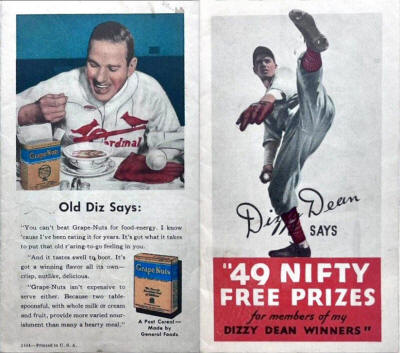 Grape-Nuts
Cardinals
Old Diz Says:
"You can't beat Grape-Nuts for food-energy. I know
'cause I've been eating it for years. It's got what it takes
to put that old r'aring-to-go feeling in you.
"And it tastes swell to boot. It's
got a winning flavor all its own—
crisp, nutlike, delicious.
"Grape-Nuts isn't expensive to
serve either. Because two table-
spoonsful, with whole milk or cream
and fruit, provide more varied nour-
ishment than many a hearty meal."
Grape-Nuts
A Post Cereal—
Made by
General Foods
Printed in U. S. A.
Dizzy Dean
SAYS
"49 NIFTY
FREE PRIZES
for members of my
DIZZY DEAN WINNERS"